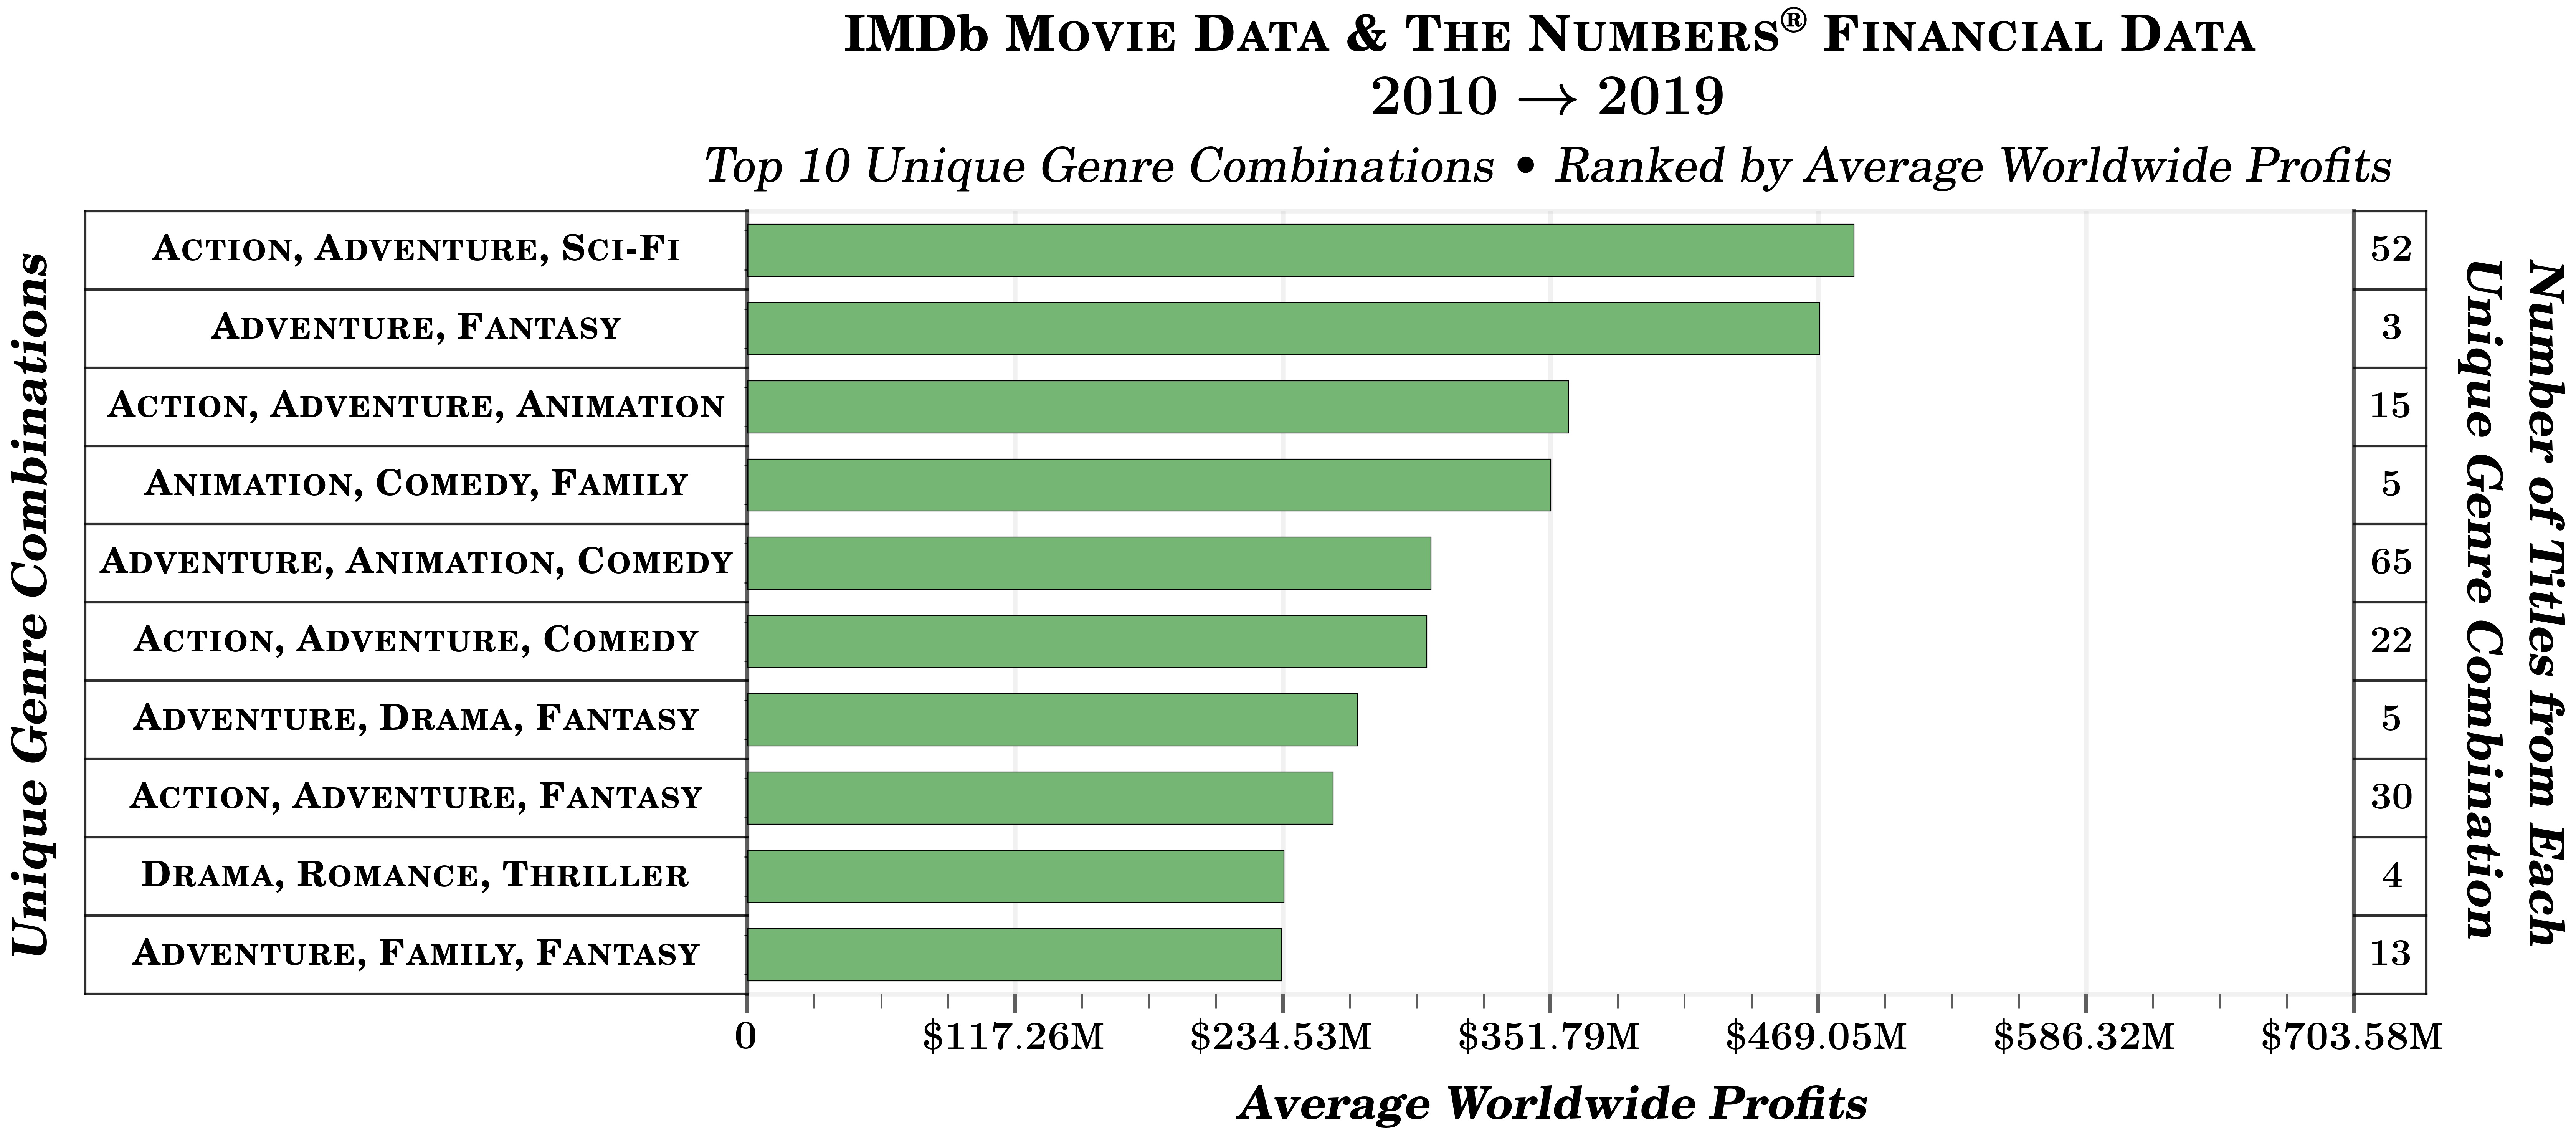 IMDb Movie Data & The Numbers® Financial Data
2010 → 2019
Top 10 Unique Genre Combinations • Ranked by Average Worldwide Profits
Unique Genre Combinations
Action, Adventure, Sci-Fi
52
Adventure, Fantasy
3
Action, Adventure, Animation
15
Animation, Comedy, Family
5
Adventure, Animation, Comedy
65
Action, Adventure, Comedy
22
Adventure, Drama, Fantasy
5
Action, Adventure, Fantasy
30
Drama, Romance, Thriller
4
Adventure, Family, Fantasy
13
Number of Titles from Each
Unique Genre Combination
0 $117.26M $234.53M $351.79M $469.05M $586.32M $703.58M
Average Worldwide Profits